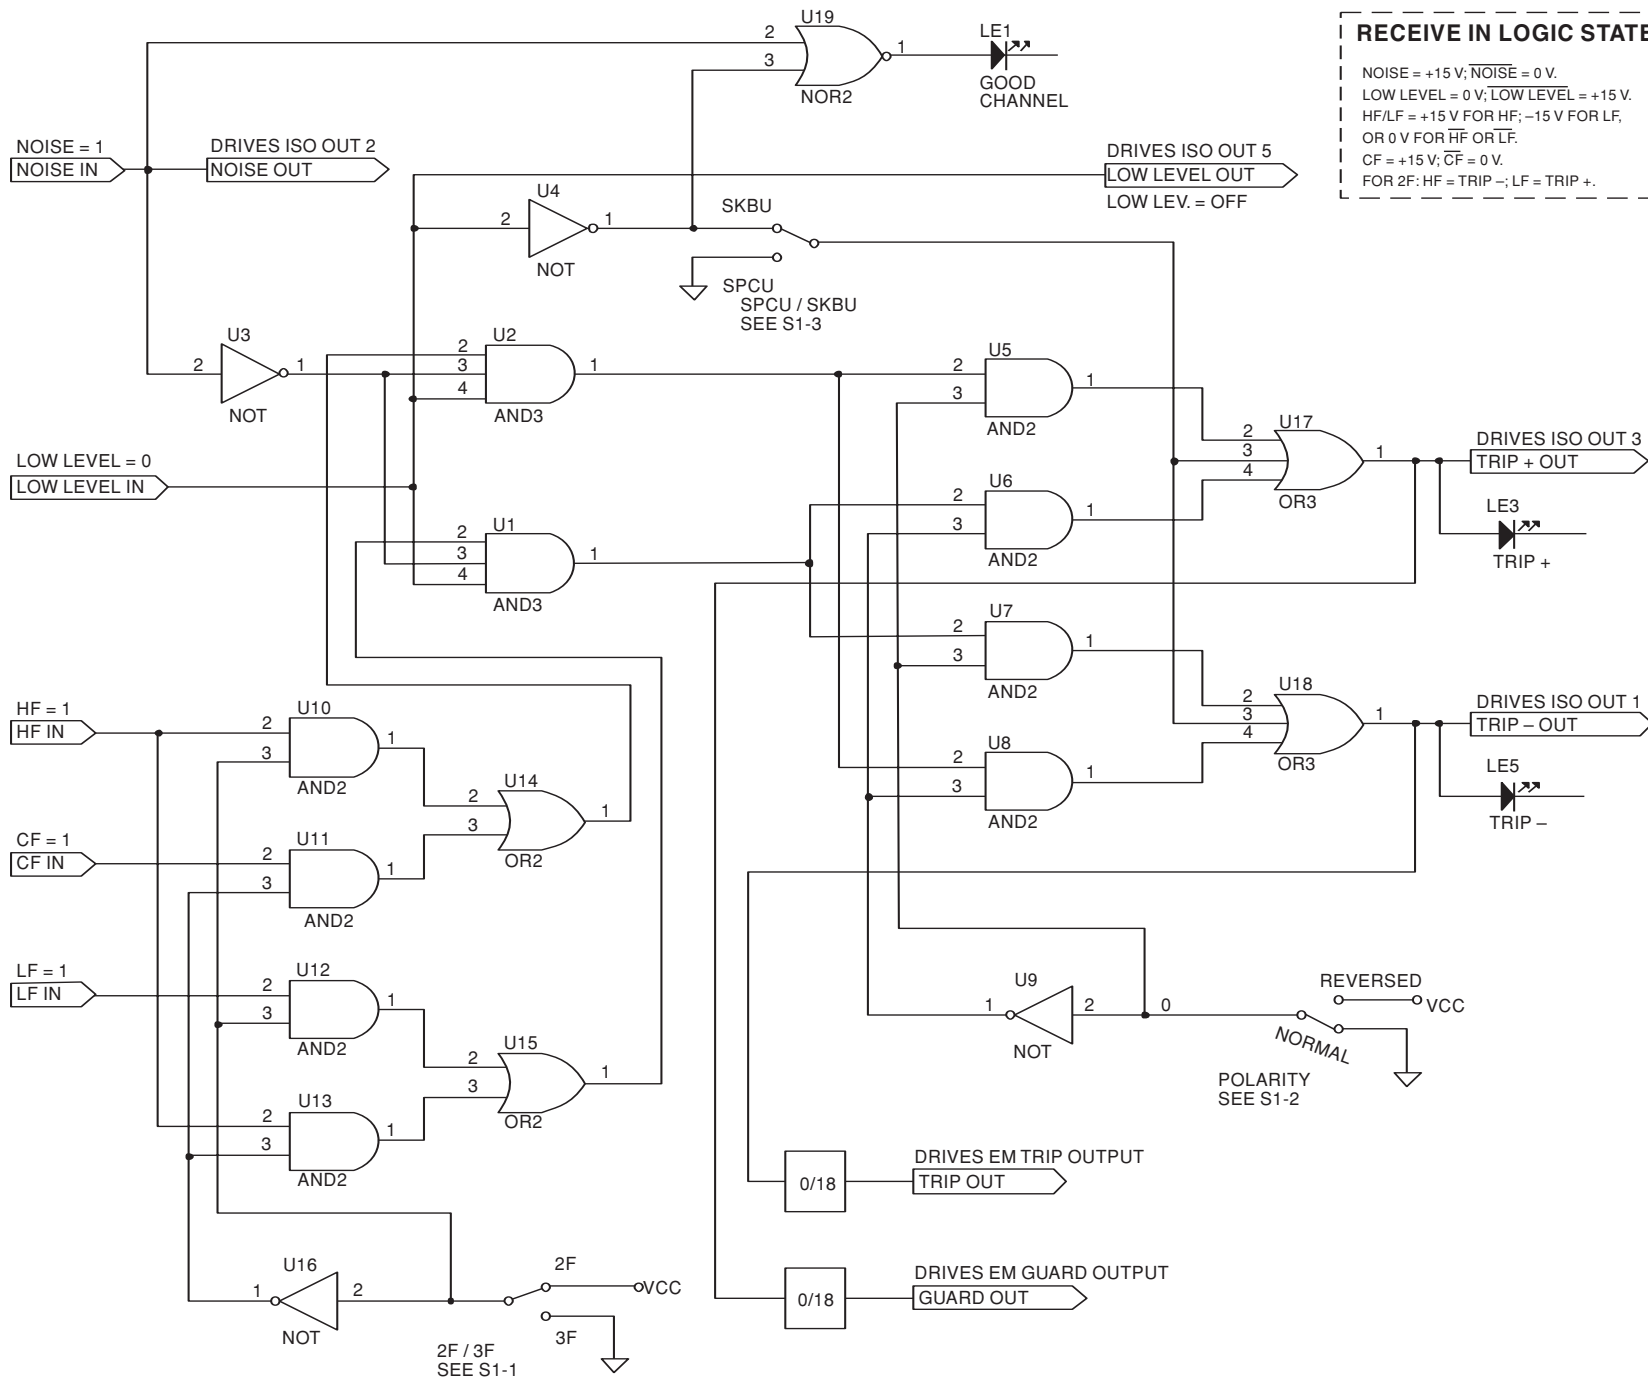 U19
2
3
1
NOR2
LE1
GOOD
CHANNEL
RECEIVE IN LOGIC STATE
NOISE = +15 V; NOISE = 0 V.
LOW LEVEL = 0 V; LOW LEVEL = +15 V.
HF/LF = +15 V FOR HF; –15 V FOR LF,
OR 0 V FOR HF OR LF.
CF = +15 V; CF = 0 V.
FOR 2F: HF = TRIP –; LF = TRIP +.
NOISE = 1
NOISE IN
DRIVES ISO OUT 2
NOISE OUT
DRIVES ISO OUT 5
LOW LEVEL OUT
LOW LEV. = OFF
U4
2
1
NOT
SKBU
SPCU
SPCU / SKBU
SEE S1-3
U3
2
1
NOT
U2
2
3
4
1
AND3
U5
2
3
1
AND2
U17
2
3
4
1
OR3
DRIVES ISO OUT 3
TRIP + OUT
LE3
TRIP +
LOW LEVEL = 0
LOW LEVEL IN
U6
2
3
1
AND2
U1
2
3
4
1
AND3
U7
2
3
1
AND2
U18
2
3
4
1
OR3
DRIVES ISO OUT 1
TRIP – OUT
LE5
TRIP –
HF = 1
HF IN
U10
2
3
1
AND2
U8
2
3
1
AND2
U14
2
3
1
OR2
CF = 1
CF IN
U11
2
3
1
AND2
LF = 1
LF IN
U12
2
3
1
AND2
U9
1
2
0
NOT
REVERSED
VCC
NORMAL
POLARITY
SEE S1-2
U15
2
3
1
OR2
U13
2
3
1
AND2
0/18
DRIVES EM TRIP OUTPUT
TRIP OUT
U16
1
2
NOT
2F
VCC
3F
2F / 3F
SEE S1-1
0/18
DRIVES EM GUARD OUTPUT
GUARD OUT